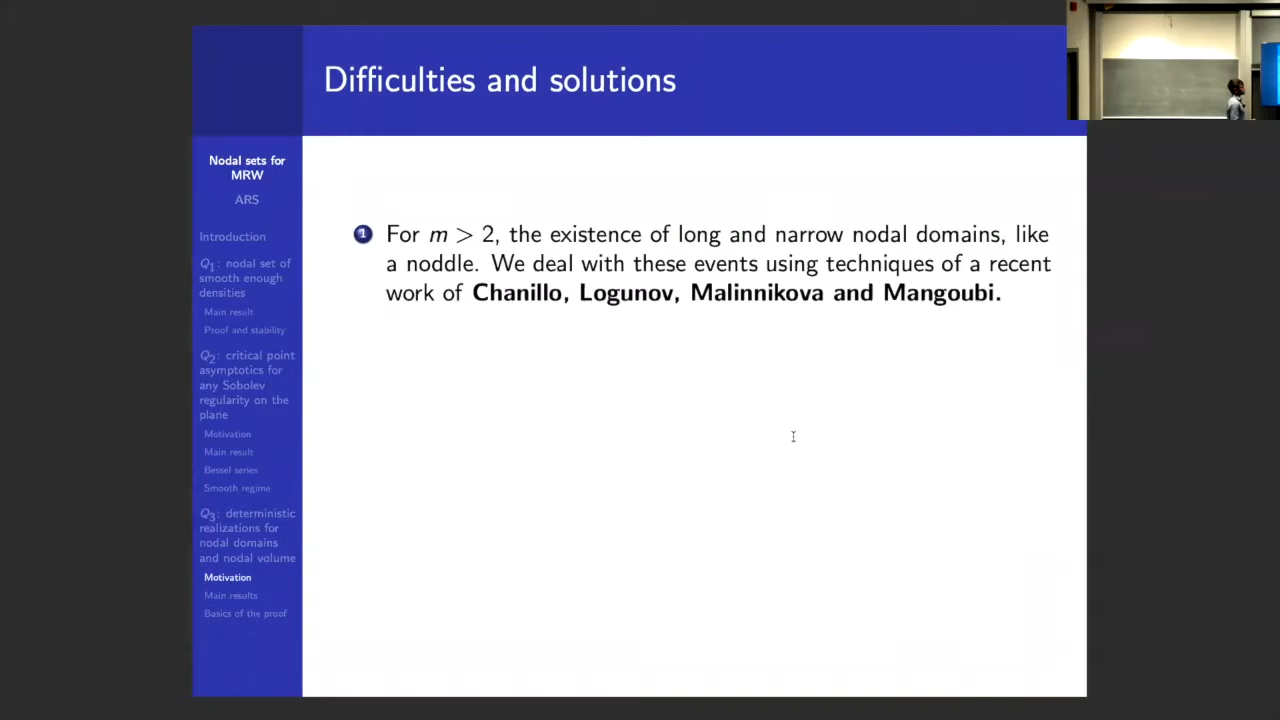 Difficulties and solutions
Nodal sets for
MRW
ARS
Introduction
Q1: nodal set of
smooth enough
densities
Main result
Proof and stability
Q2: critical point
asymptotics for
any Sobolev
regularity on the
plane
Motivation
Main result
Bessel series
Smooth regime
Q3: deterministic
realizations for
nodal domains
and nodal volume
Motivation
Main results
Basics of the proof
1 For m > 2, the existence of long and narrow nodal domains, like
a noddle. We deal with these events using techniques of a recent
work of Chanillo, Logunov, Malinnikova and Mangoubi.